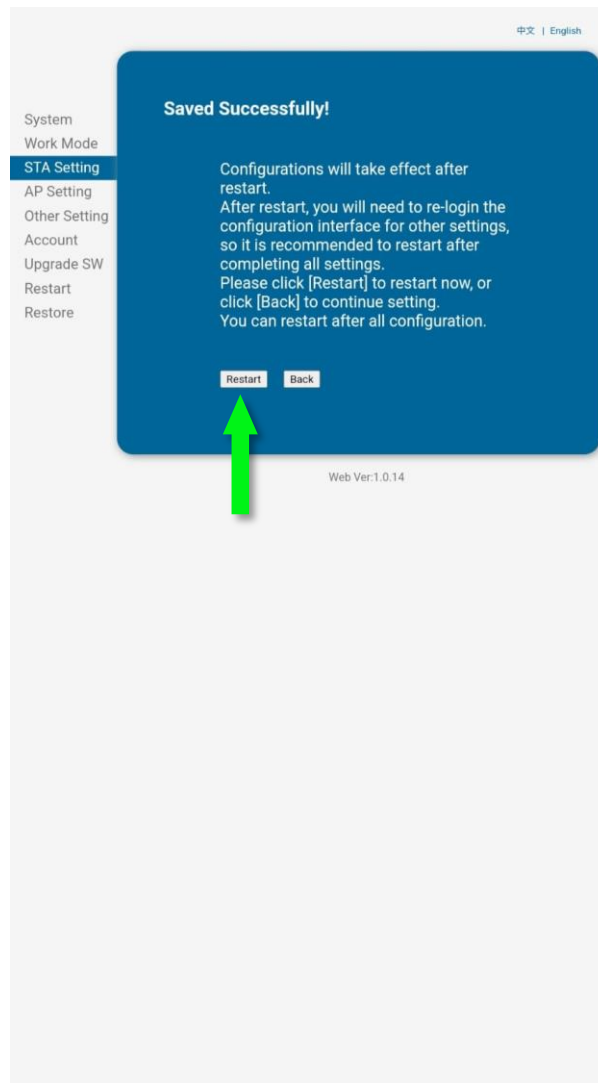 中文 | English
System
Work Mode
STA Setting
AP Setting
Other Setting
Account
Upgrade SW
Restart
Restore
Saved Successfully!
Configurations will take effect after
restart.
After restart, you will need to re-login the
configuration interface for other settings,
so it is recommended to restart after
completing all settings.
Please click [Restart] to restart now, or
click [Back] to continue setting.
You can restart after all configuration.
Restart Back
Web Ver:1.0.14